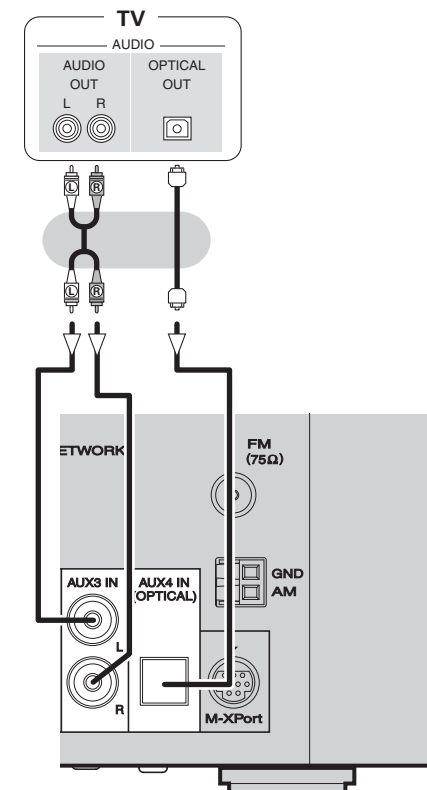 TV
AUDIO
AUDIO OUT
OPTICAL OUT
L R
L R
L R
ETWORK
FM
(75Ω)
GND
AM
AUX3 IN
AUX4 IN
(OPTICAL)
L
R
M-XPort